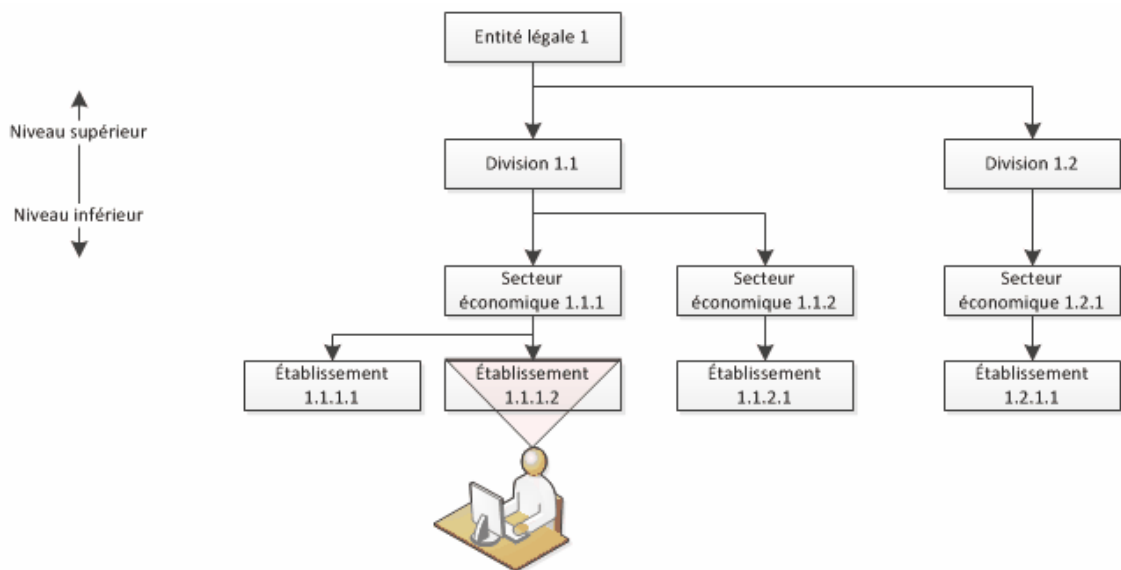 Entité légale 1
Niveau supérieur
Niveau inférieur
Division 1.1
Division 1.2
Secteur
économique 1.1.1
Secteur
économique 1.1.2
Secteur
économique 1.2.1
Établissement
1.1.1.1
Établissement
1.1.1.2
Établissement
1.1.2.1
Établissement
1.2.1.1